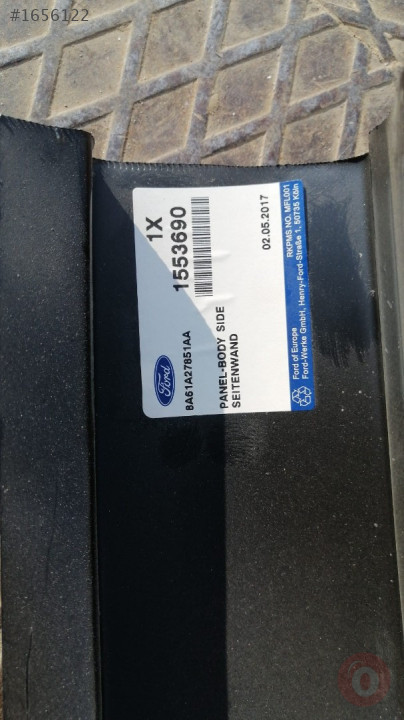 #1656122
1X
1553690
02.05.2017
Ford
8A61A27851AA
PANEL-BODY SIDE
SEITENWAND
RKPMS NO. MFL001
Ford of Europe
Ford-Werke GmbH, Henry-Ford-Straße 1, 50735 Köln